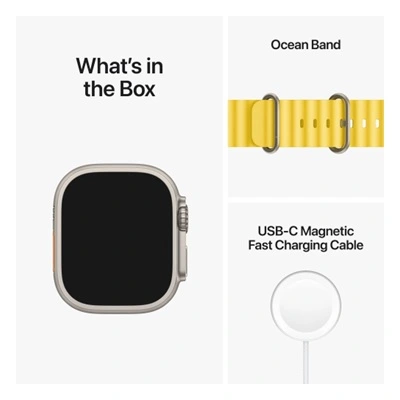 What's in
the Box
Ocean Band
USB-C Magnetic
Fast Charging Cable